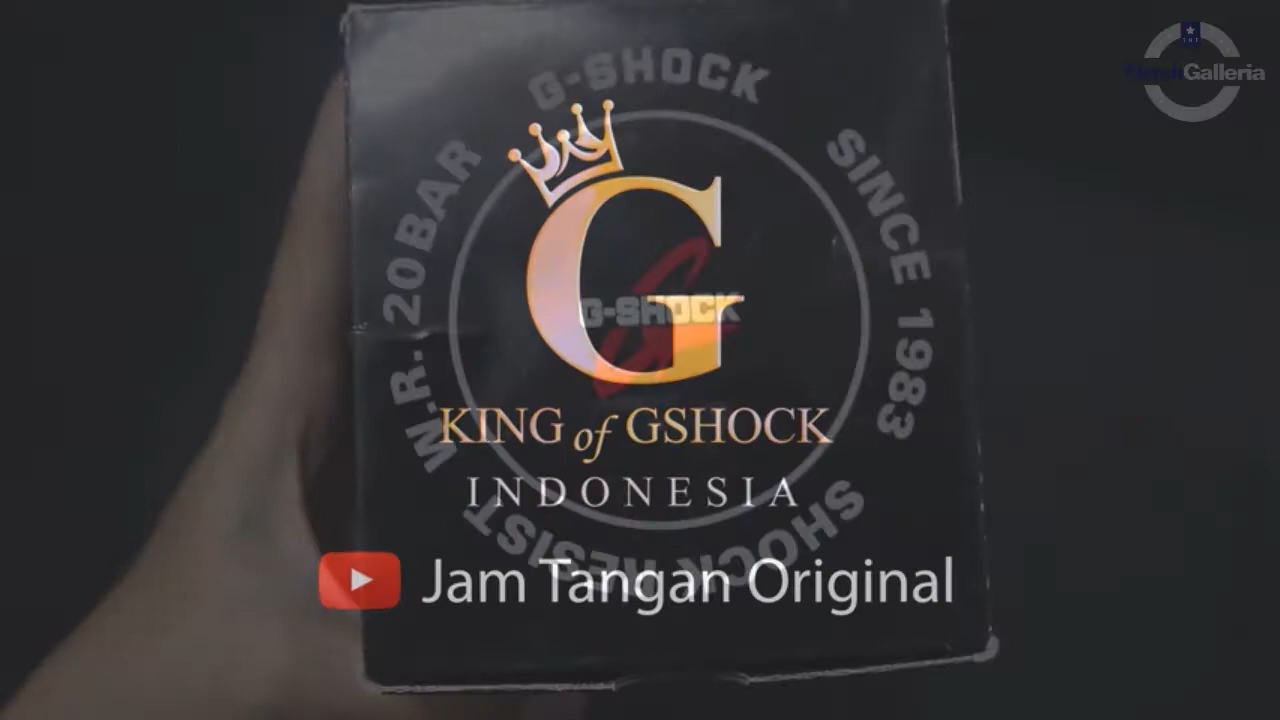 G-SHOCK
SINCE 1983
SHOCK RESIST
W.R.20BAR
G-SHOCK
G
KING of GSHOCK
INDONESIA
Jam Tangan Original
Galleria